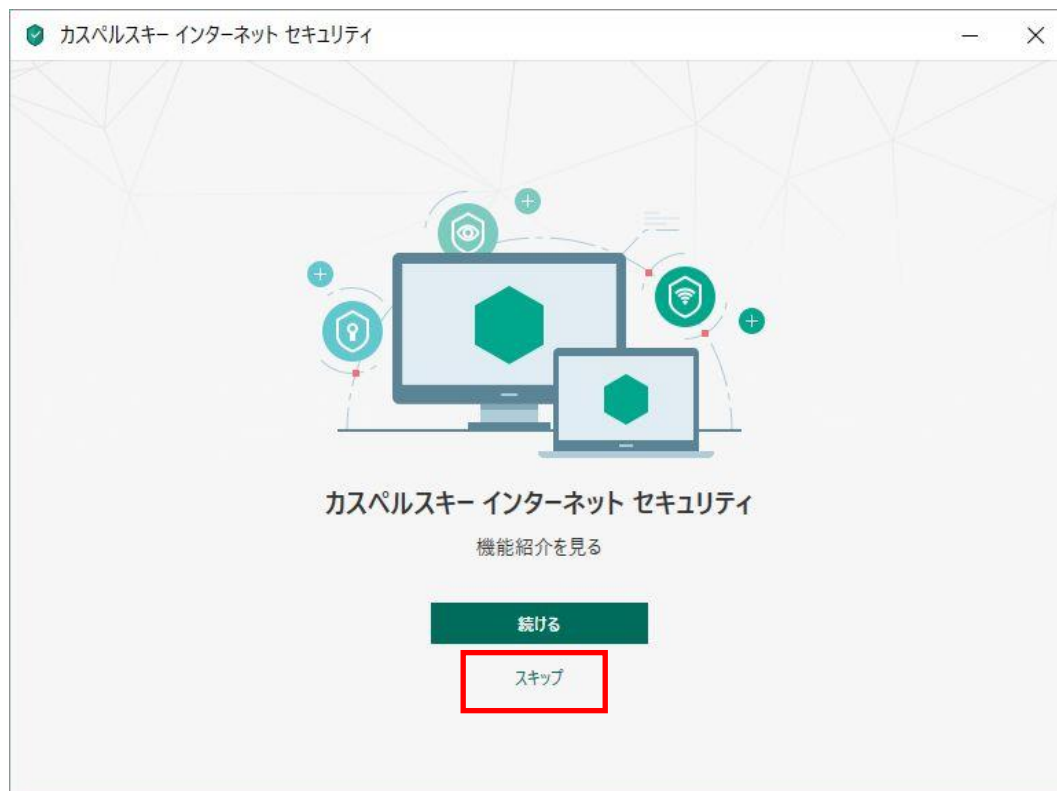 カスペルスキー インターネット セキュリティ
カスペルスキー インターネット セキュリティ
機能紹介を見る
続ける
スキップ